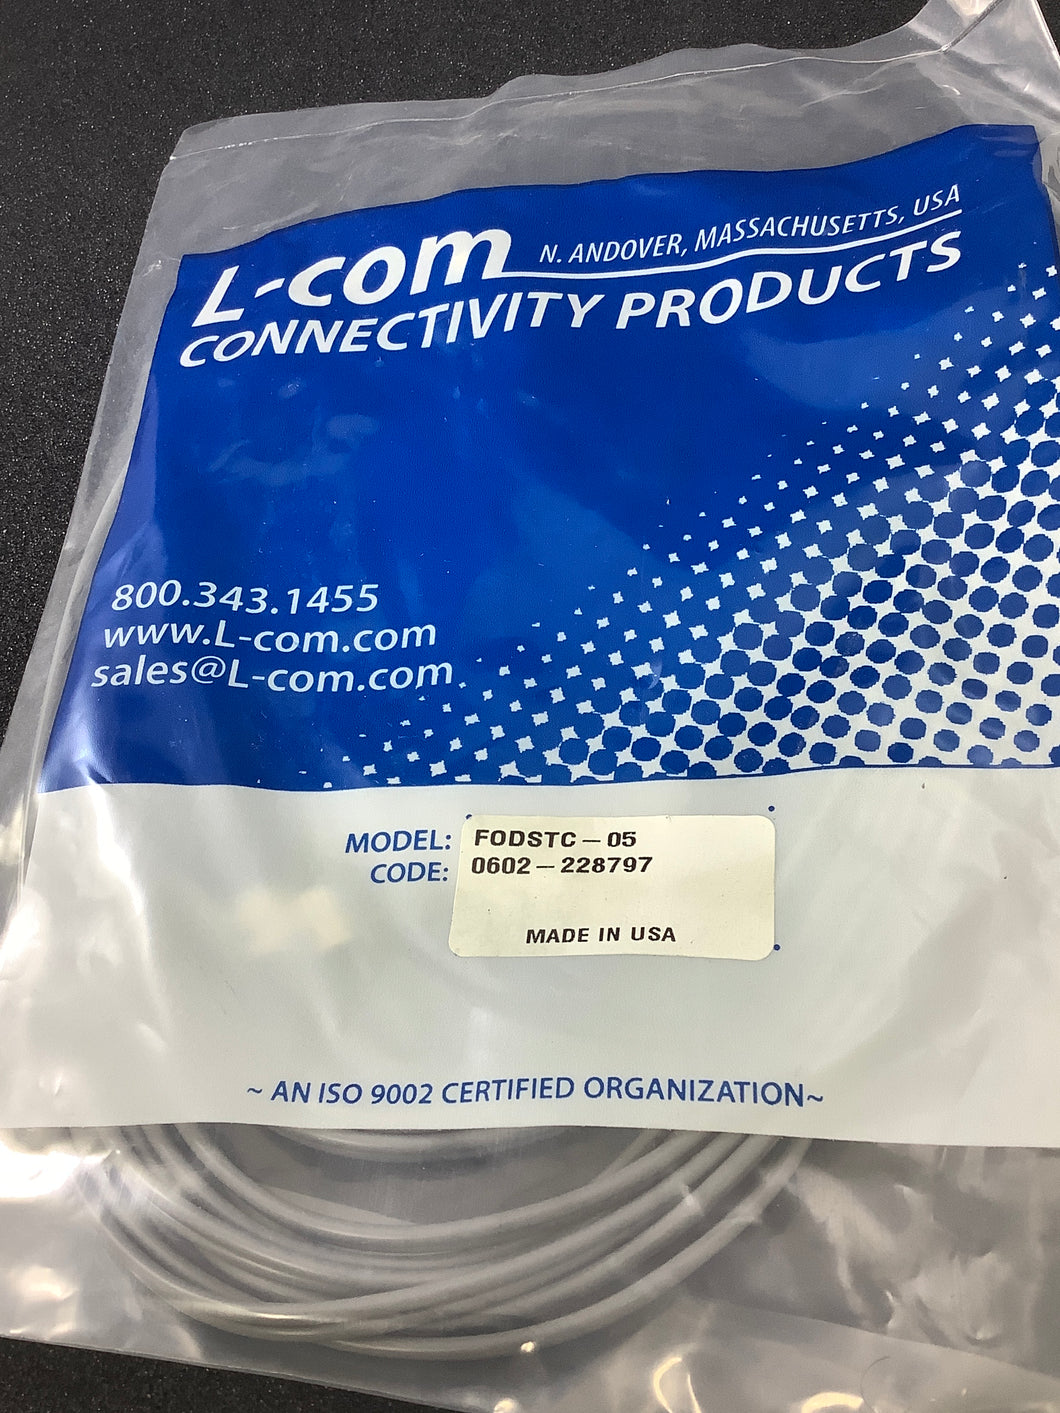 L-com N. ANDOVER, MASSACHUSETTS, USA
CONNECTIVITY PRODUCTS
800.343.1455
www.L-com.com
sales@L-com.com
MODEL: FODSTC-05
CODE: 0602-228797
MADE IN USA
~ AN ISO 9002 CERTIFIED ORGANIZATION~